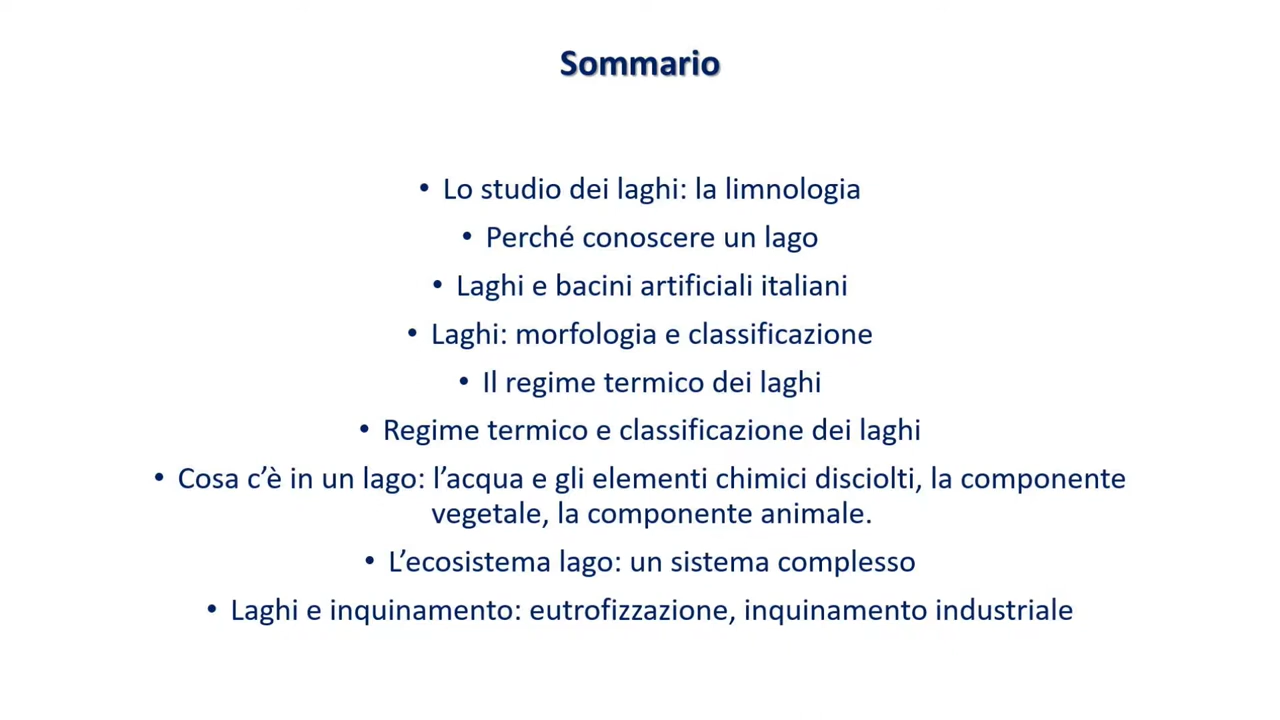 Sommario
• Lo studio dei laghi: la limnologia
• Perché conoscere un lago
• Laghi e bacini artificiali italiani
• Laghi: morfologia e classificazione
• Il regime termico dei laghi
• Regime termico e classificazione dei laghi
• Cosa c’è in un lago: l’acqua e gli elementi chimici disciolti, la componente
vegetale, la componente animale.
• L’ecosistema lago: un sistema complesso
• Laghi e inquinamento: eutrofizzazione, inquinamento industriale